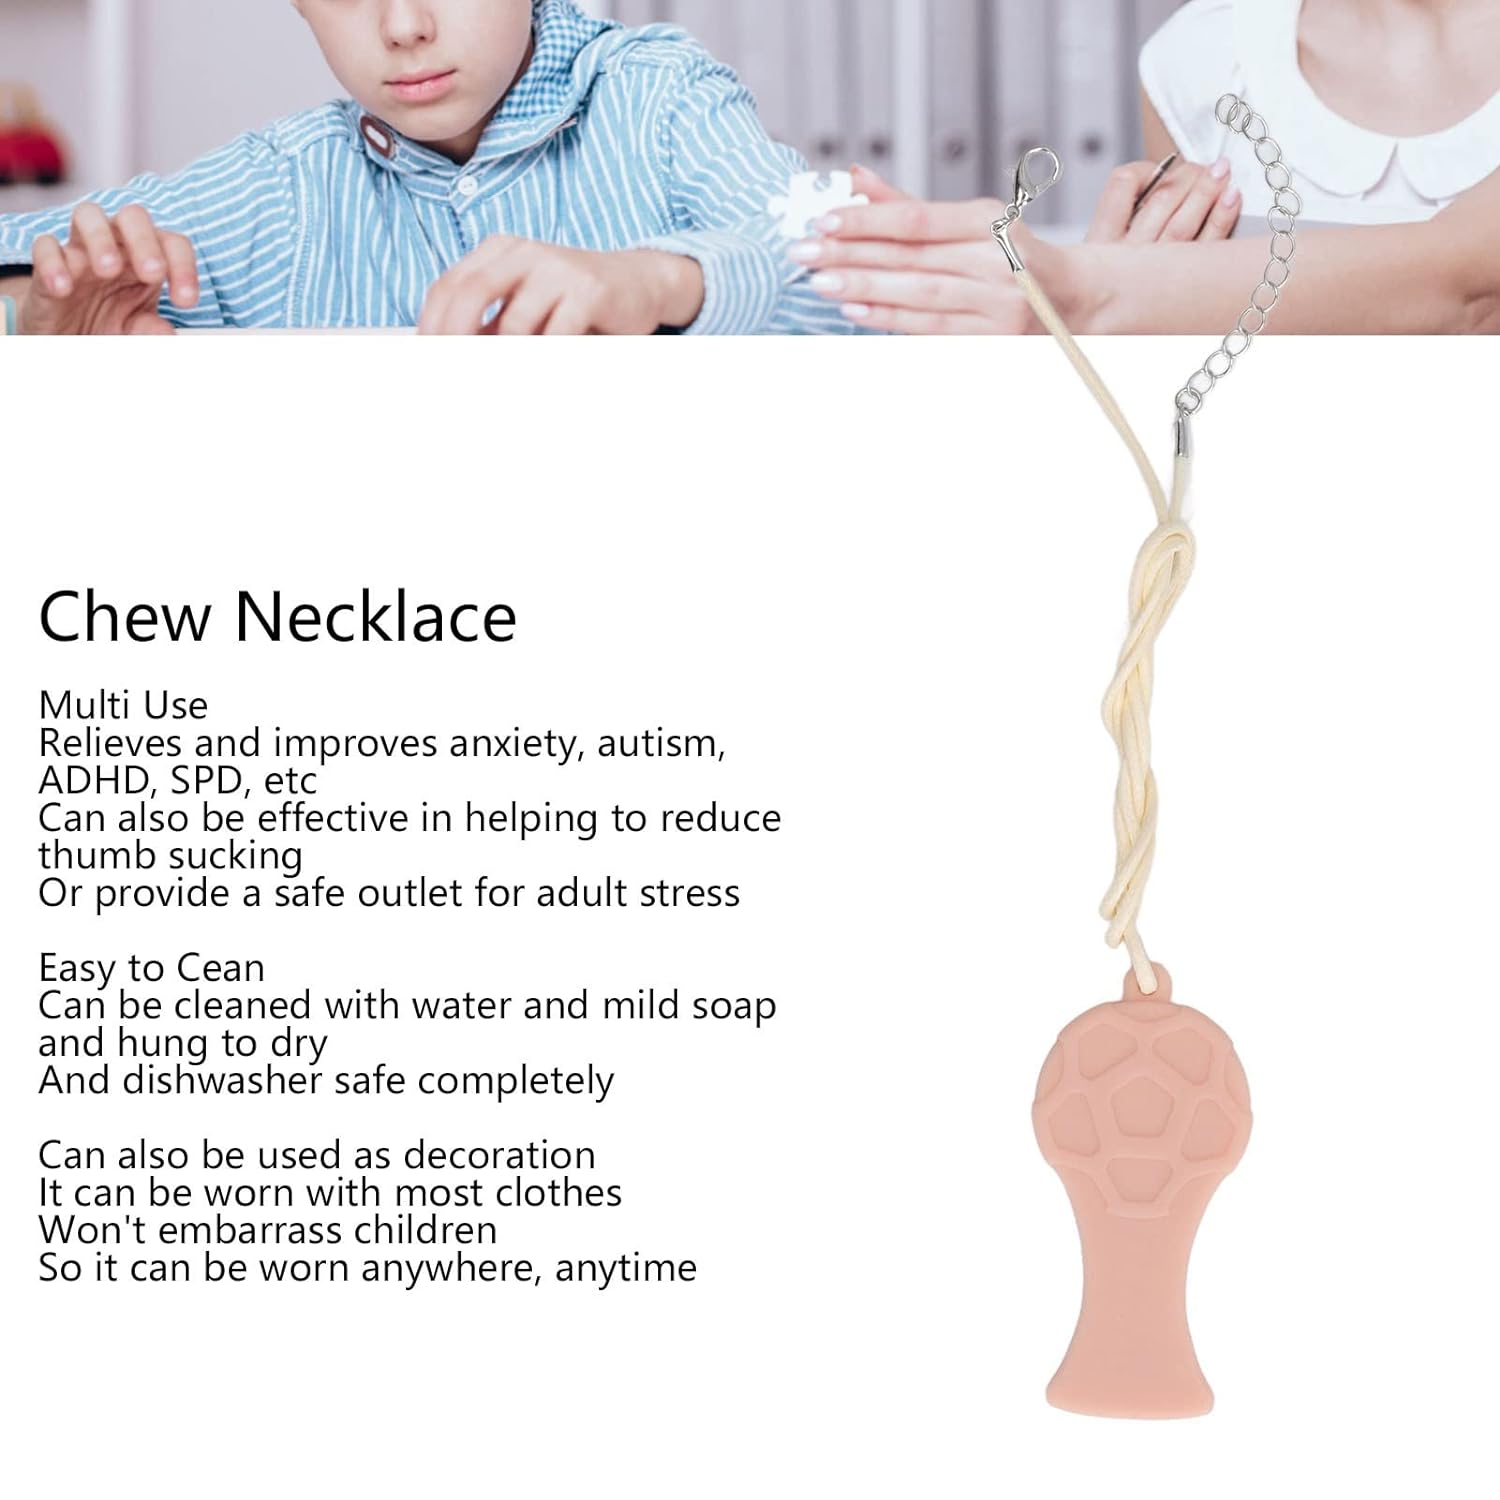 Chew Necklace
Multi Use
Relieves and improves anxiety, autism,
ADHD, SPD, etc
Can also be effective in helping to reduce
thumb sucking
Or provide a safe outlet for adult stress
Easy to Cean
Can be cleaned with water and mild soap
and hung to dry
And dishwasher safe completely
Can also be used as decoration
It can be worn with most clothes
Won't embarrass children
So it can be worn anywhere, anytime